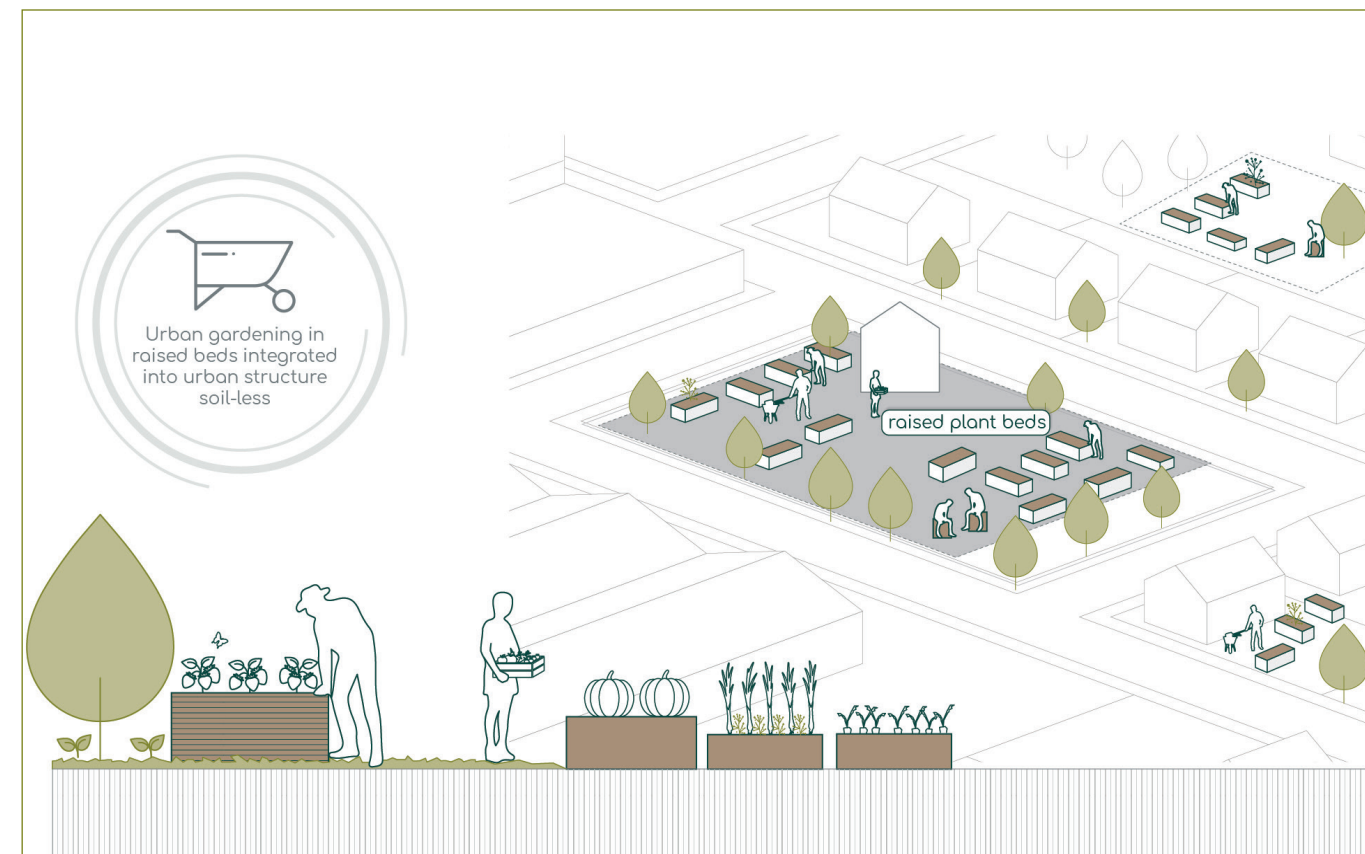 Urban gardening in
raised beds integrated
into urban structure
soil-less
raised plant beds